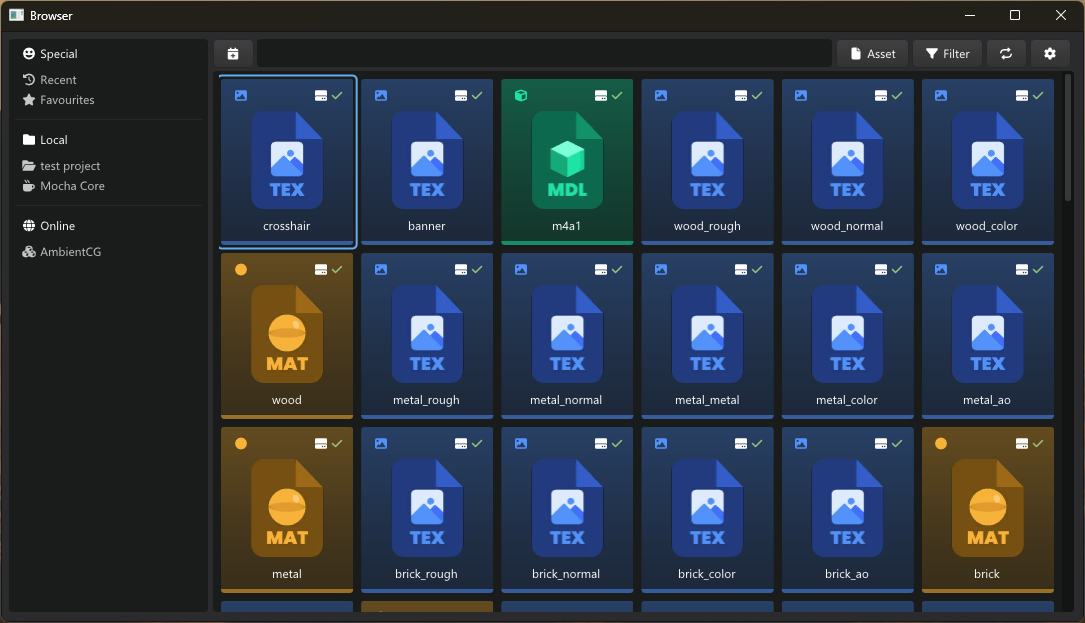 Browser
Special
Recent
Favourites
Local
test project
Mocha Core
Online
AmbientCG
Asset
Filter
TEX
crosshair
TEX
banner
MDL
m4a1
TEX
wood_rough
TEX
wood_normal
TEX
wood_color
MAT
wood
TEX
metal_rough
TEX
metal_normal
TEX
metal_metal
TEX
metal_color
TEX
metal_ao
MAT
metal
TEX
brick_rough
TEX
brick_normal
TEX
brick_color
TEX
brick_ao
MAT
brick